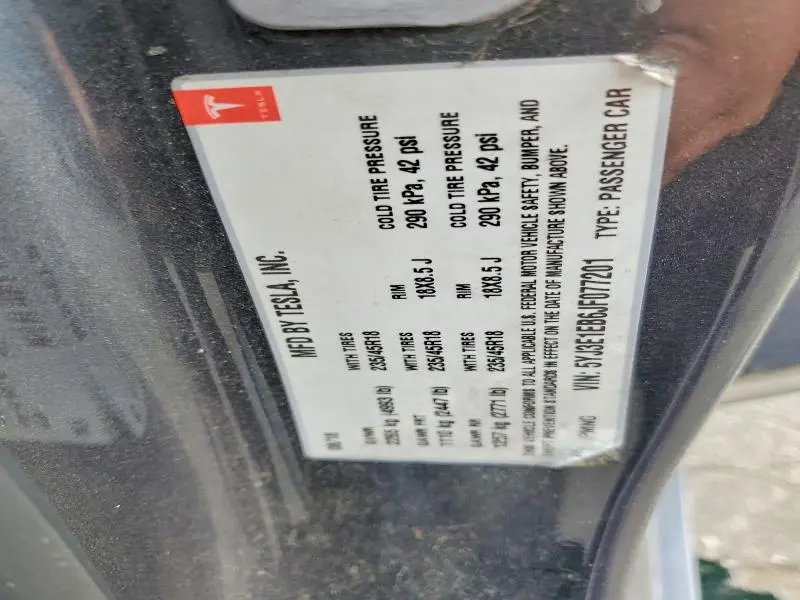 TESLA
MFD BY TESLA, INC.
08/18
GVWR WITH TIRES COLD TIRE PRESSURE
2265 kg (4993 lb) 235/45R18 290 kPa, 42 psi
GAWR FRT WITH TIRES RIM
1110 kg (2447 lb) 235/45R18 18X8.5 J COLD TIRE PRESSURE
GAWR RR WITH TIRES RIM
1257 kg (2771 lb) 235/45R18 18X8.5 J 290 kPa, 42 psi
THIS VEHICLE CONFORMS TO ALL APPLICABLE U.S. FEDERAL MOTOR VEHICLE SAFETY, BUMPER, AND
THEFT PREVENTION STANDARDS IN EFFECT ON THE DATE OF MANUFACTURE SHOWN ABOVE.
VIN: 5YJ3E1EB6JF077201 TYPE: PASSENGER CAR